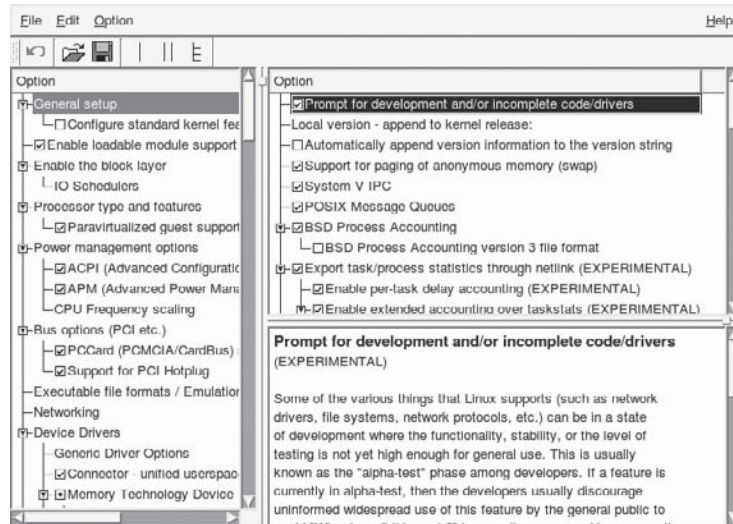 File Edit Option Help
Option
General setup
Configure standard kernel fea
Enable loadable module support
Enable the block layer
IO Schedulers
Processor type and features
Paravirtualized guest support
Power management options
ACPI (Advanced Configuratic
APM (Advanced Power Mana
CPU Frequency scaling
Bus options (PCI etc.)
PCCard (PCMCIA/CardBus)
Support for PCI Hotplug
Executable file formats / Emulation
Networking
Device Drivers
Generic Driver Options
Connector - unified userspac
Memory Technology Device
Option
Prompt for development and/or incomplete code/drivers
Local version - append to kernel release:
Automatically append version information to the version string
Support for paging of anonymous memory (swap)
System V IPC
POSIX Message Queues
BSD Process Accounting
BSD Process Accounting version 3 file format
Export task/process statistics through netlink (EXPERIMENTAL)
Enable per-task delay accounting (EXPERIMENTAL)
Enable extended accounting over taskstats (EXPERIMENTAL)
Prompt for development and/or incomplete code/drivers
(EXPERIMENTAL)
Some of the various things that Linux supports (such as network
drivers, file systems, network protocols, etc.) can be in a state
of development where the functionality, stability, or the level of
testing is not yet high enough for general use. This is usually
known as the "alpha-test" phase among developers. If a feature is
currently in alpha-test, then the developers usually discourage
uninformed widespread use of this feature by the general public to